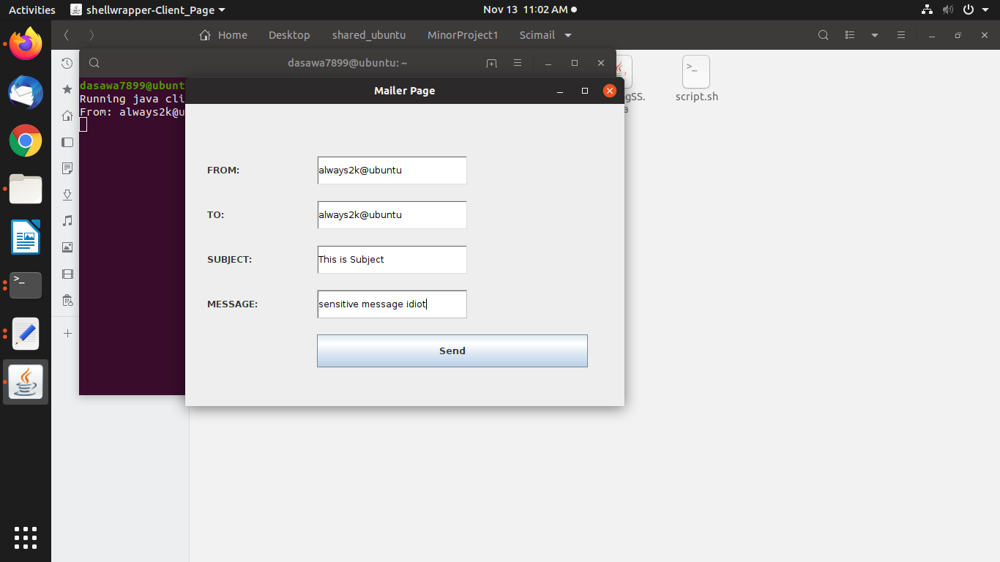 Activities shellwrapper-Client_Page Nov 13 11:02 AM
Home Desktop shared_ubuntu MinorProject1 Scimail
dasawa7899@ubuntu: ~
dasawa7899@ubunt
Running java cli
From: always2k@u
gSS.
a
script.sh
Mailer Page
FROM: always2k@ubuntu
TO: always2k@ubuntu
SUBJECT: This is Subject
MESSAGE: sensitive message idiot
Send